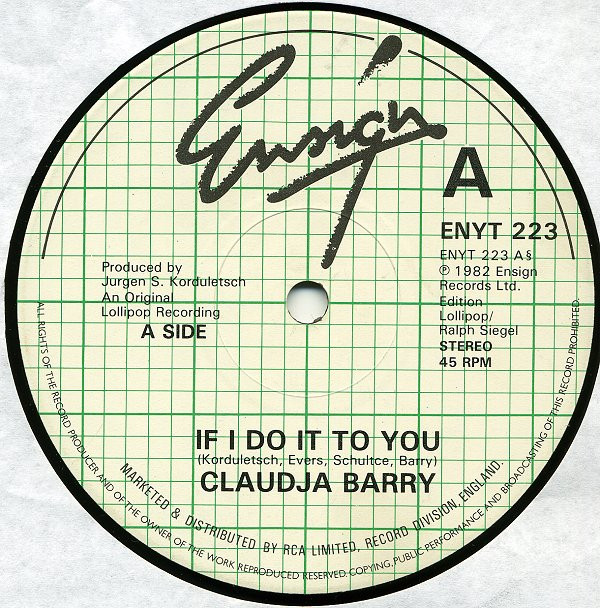 Ensign
A
ENYT 223
ENYT 223 A§
℗ 1982 Ensign
Records Ltd.
Edition
Lollipop/
Ralph Siegel
STEREO
45 RPM
Produced by
Jurgen S. Korduletsch
An Original
Lollipop Recording
A SIDE
IF I DO IT TO YOU
(Korduletsch, Evers, Schultce, Barry)
CLAUDJA BARRY
MARKETED & DISTRIBUTED BY RCA LIMITED, RECORD DIVISION, ENGLAND.
ALL RIGHTS OF THE RECORD PRODUCER AND OF THE OWNER OF THE WORK REPRODUCED RESERVED. COPYING, PUBLIC PERFORMANCE AND BROADCASTING OF THIS RECORD PROHIBITED.